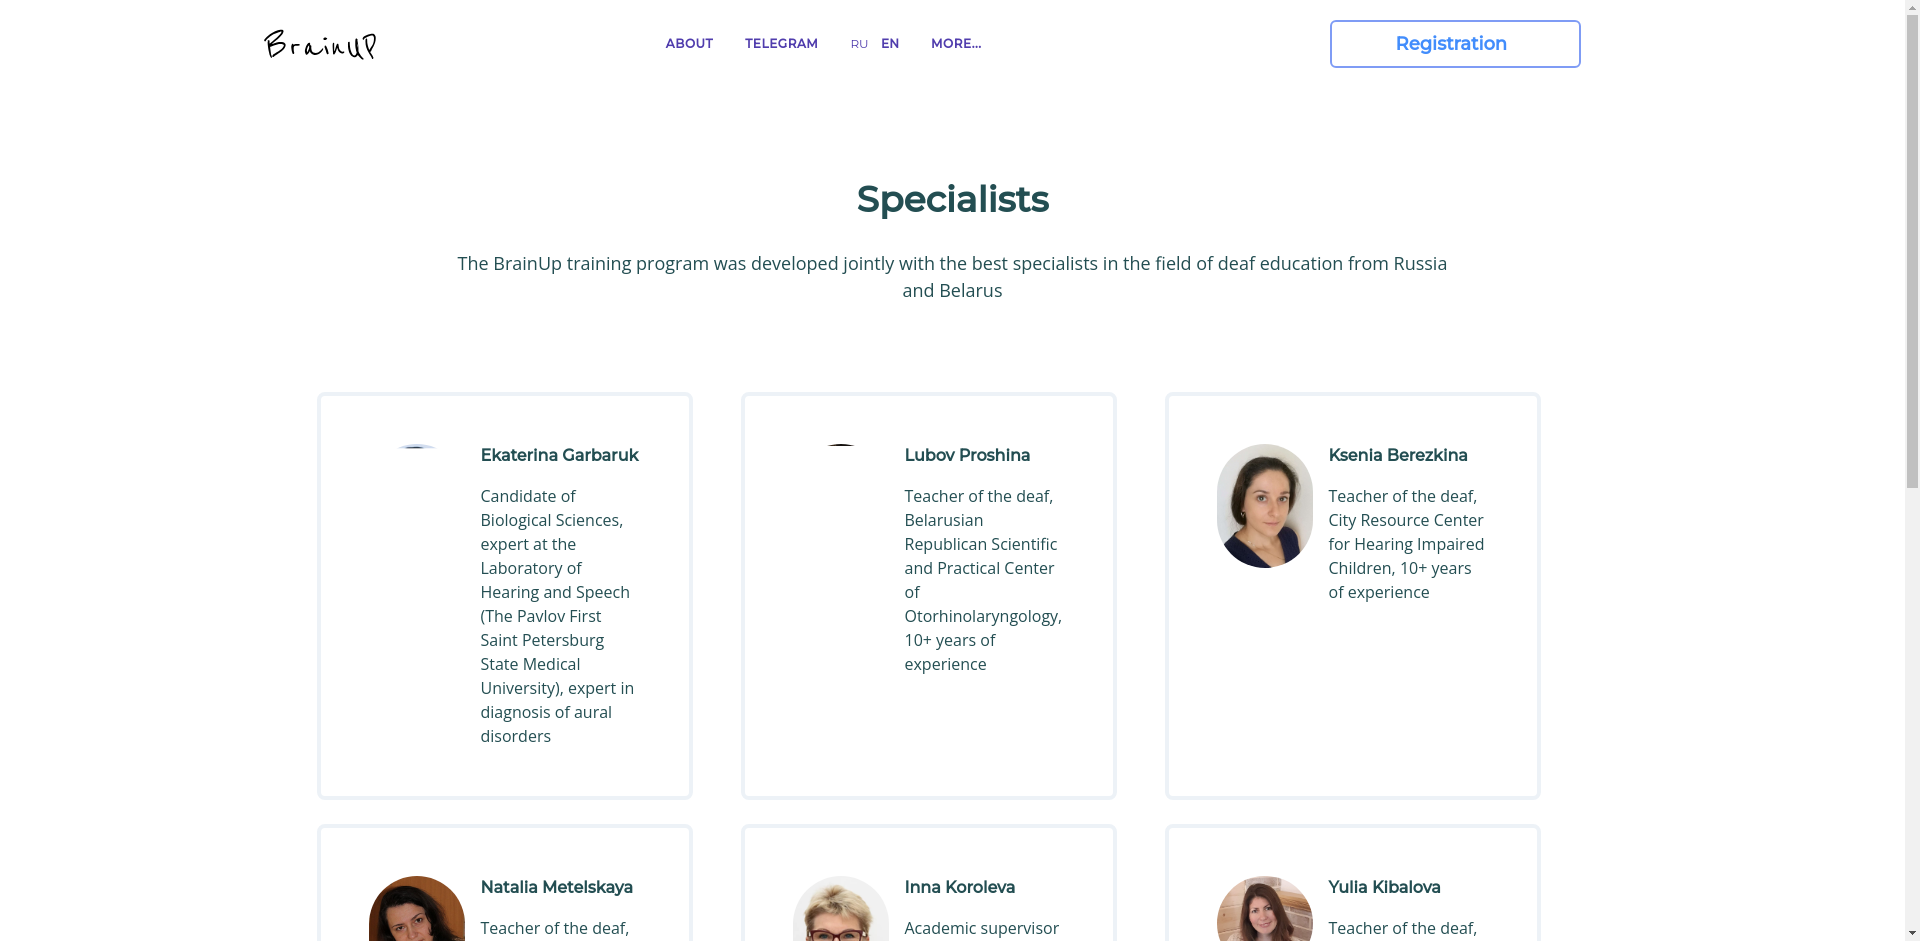 BrainUP
ABOUT
TELEGRAM
RU
EN
MORE...
Registration
Specialists
The BrainUp training program was developed jointly with the best specialists in the field of deaf education from Russia
and Belarus
Ekaterina Garbaruk
Candidate of
Biological Sciences,
expert at the
Laboratory of
Hearing and Speech
(The Pavlov First
Saint Petersburg
State Medical
University), expert in
diagnosis of aural
disorders
Lubov Proshina
Teacher of the deaf,
Belarusian
Republican Scientific
and Practical Center
of
Otorhinolaryngology,
10+ years of
experience
Ksenia Berezkina
Teacher of the deaf,
City Resource Center
for Hearing Impaired
Children, 10+ years
of experience
Natalia Metelskaya
Teacher of the deaf,
Inna Koroleva
Academic supervisor
Yulia Kibalova
Teacher of the deaf,